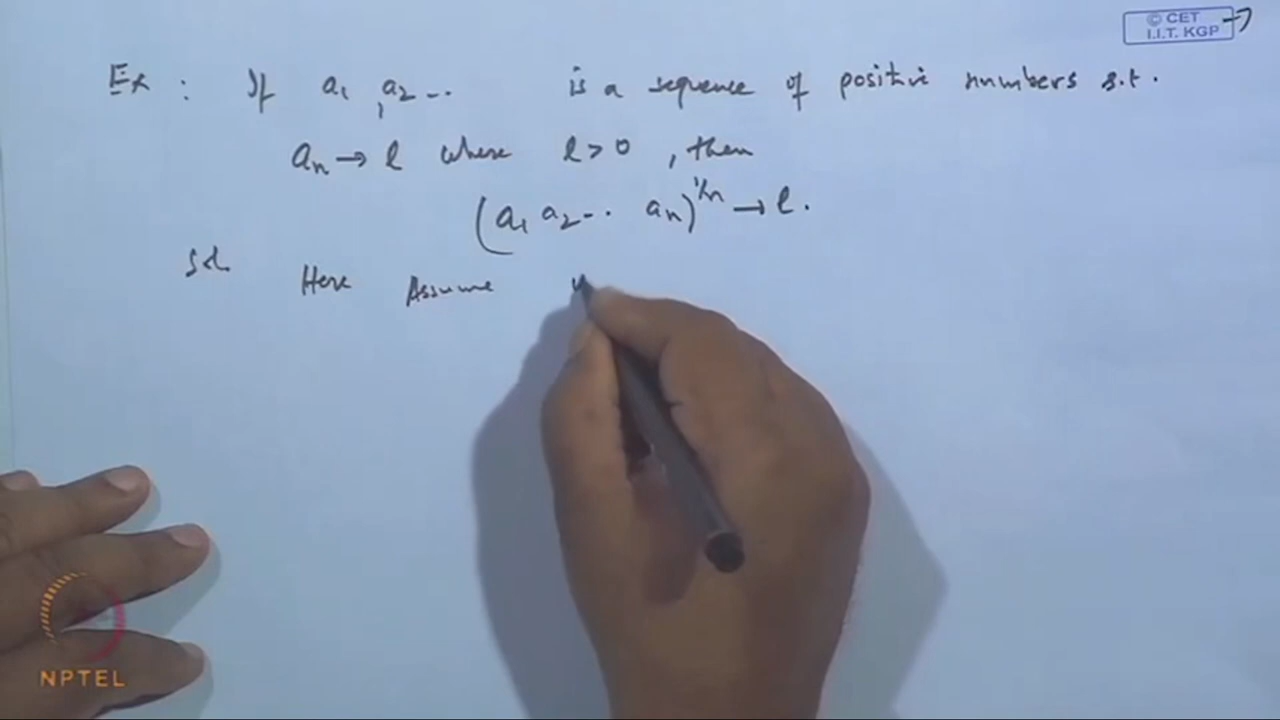 © CET
I.I.T. KGP
Ex : If a₁, a₂ -.. is a sequence of positive numbers s.t.
aₙ → l where l > 0, then
(a₁ a₂ -.. aₙ)^{1/n} → l.
Sol. Here Assume
NPTEL